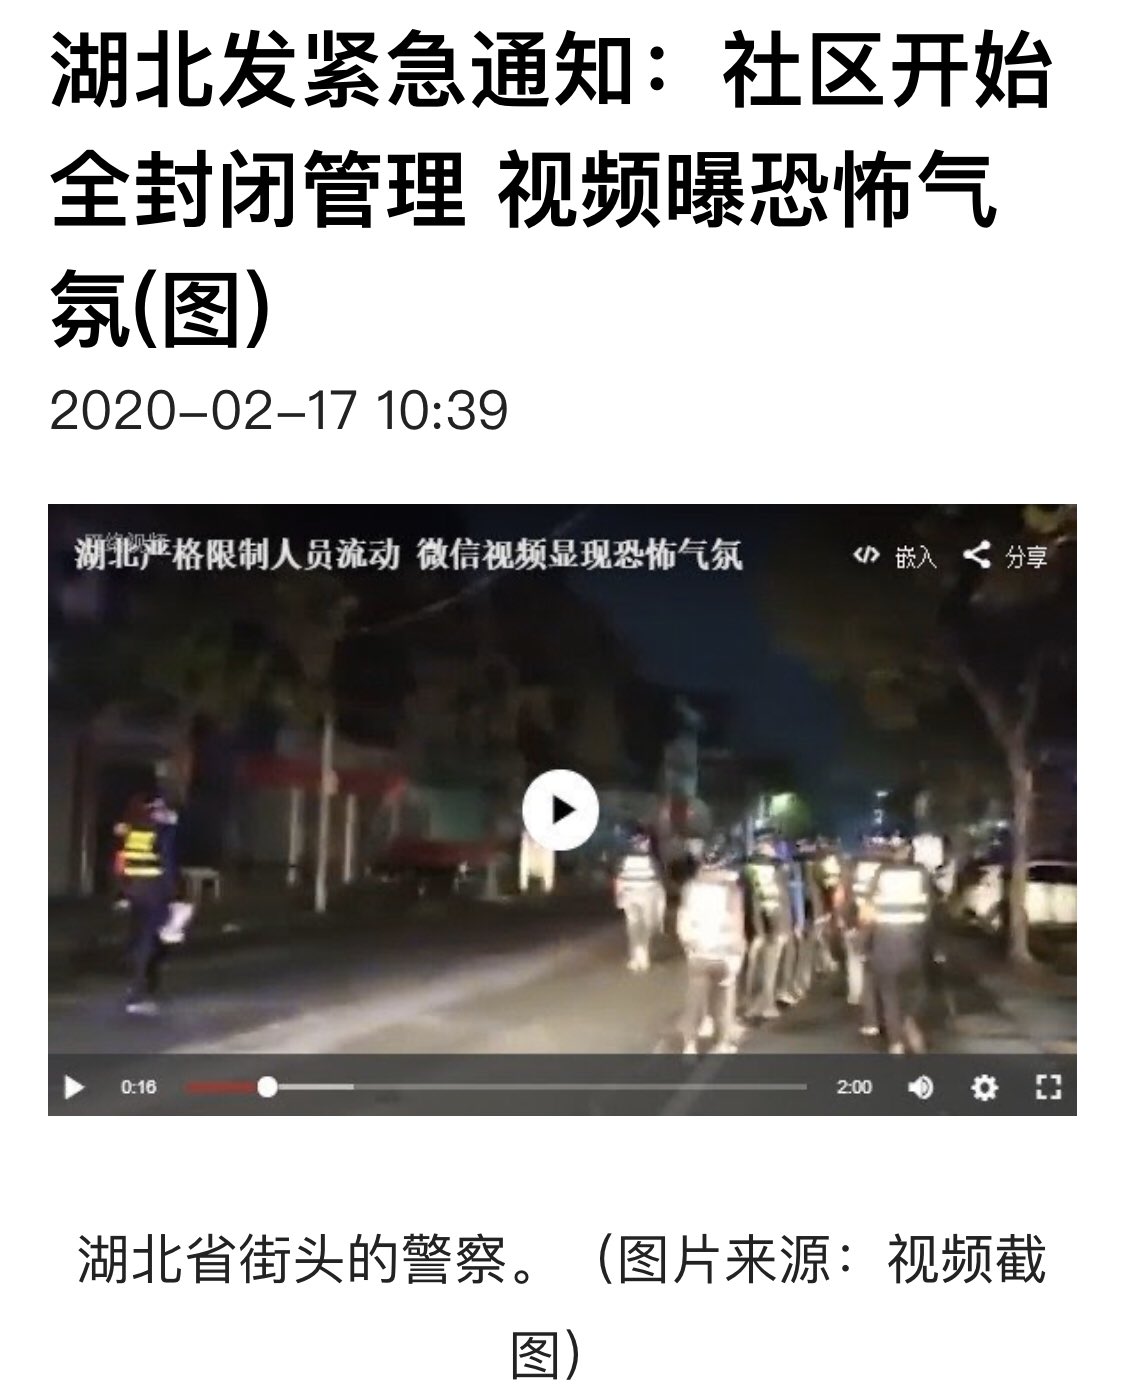 湖北发紧急通知：社区开始
全封闭管理 视频曝恐怖气
氛(图)
2020-02-17 10:39
湖北严格限制人员流动 微信视频显现恐怖气氛
嵌入
分享
0:16
2:00
湖北省街头的警察。（图片来源：视频截
图）